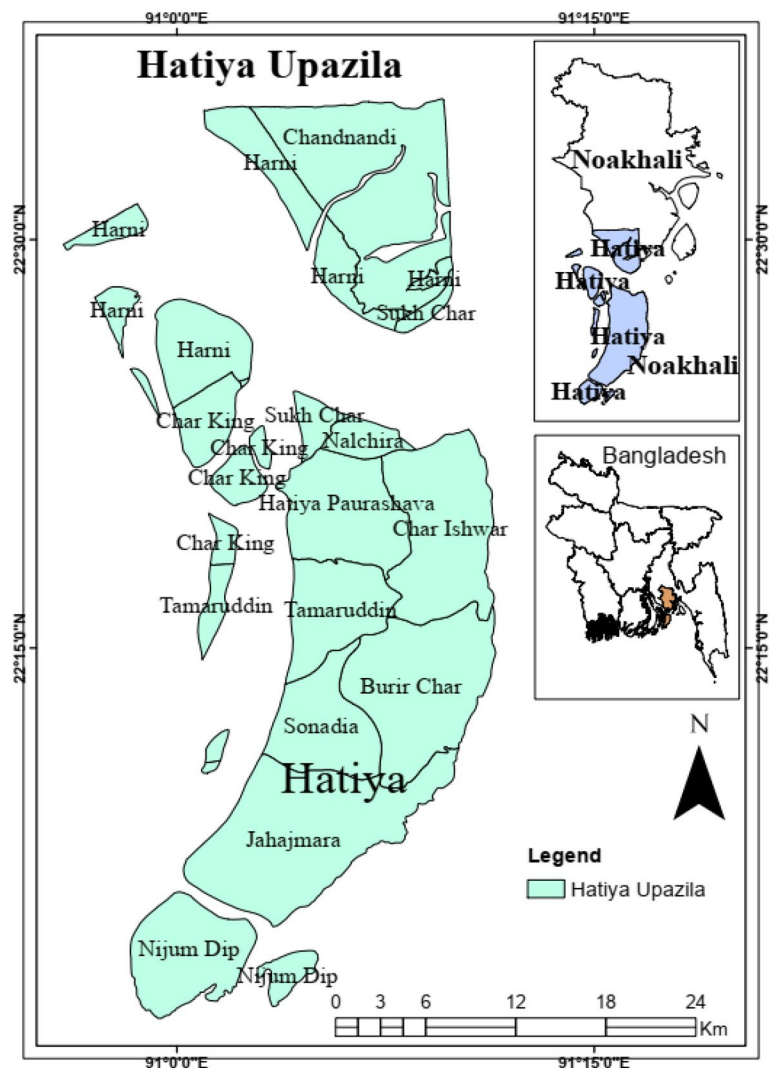 91°0'0"E
91°15'0"E
Hatiya Upazila
Chandnandi
Harni
Harni
Harni
Harni
Sukh Char
Harni
Harni
Char King
Sukh Char
Char King
Nalchira
Char King
Hatiya Paurashava
Char Ishwar
Char King
Tamaruddin
Tamaruddin
Burir Char
Sonadia
Hatiya
Jahajmara
Nijum Dip
Nijum Dip
22°30'0"N
22°15'0"N
22°30'0"N
22°15'0"N
Noakhali
Hatiya
Hatiya
Hatiya
Noakhali
Hatiya
Bangladesh
N
Legend
Hatiya Upazila
0 3 6 12 18 24
Km
91°0'0"E
91°15'0"E